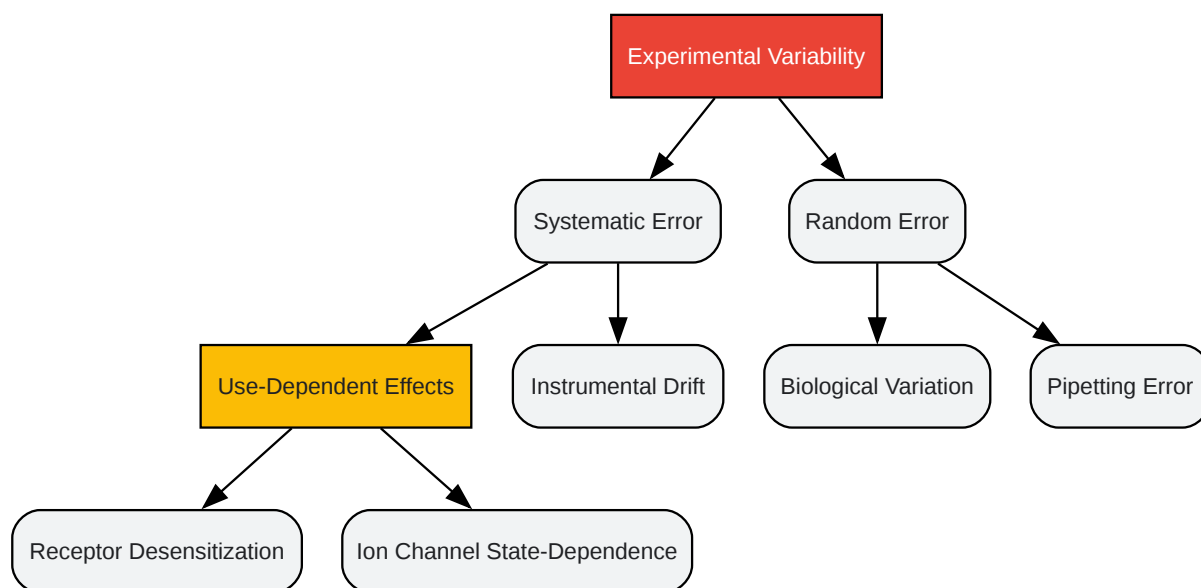 Experimental Variability
Systematic Error
Random Error
Use-Dependent Effects
Instrumental Drift
Biological Variation
Pipetting Error
Receptor Desensitization
Ion Channel State-Dependence